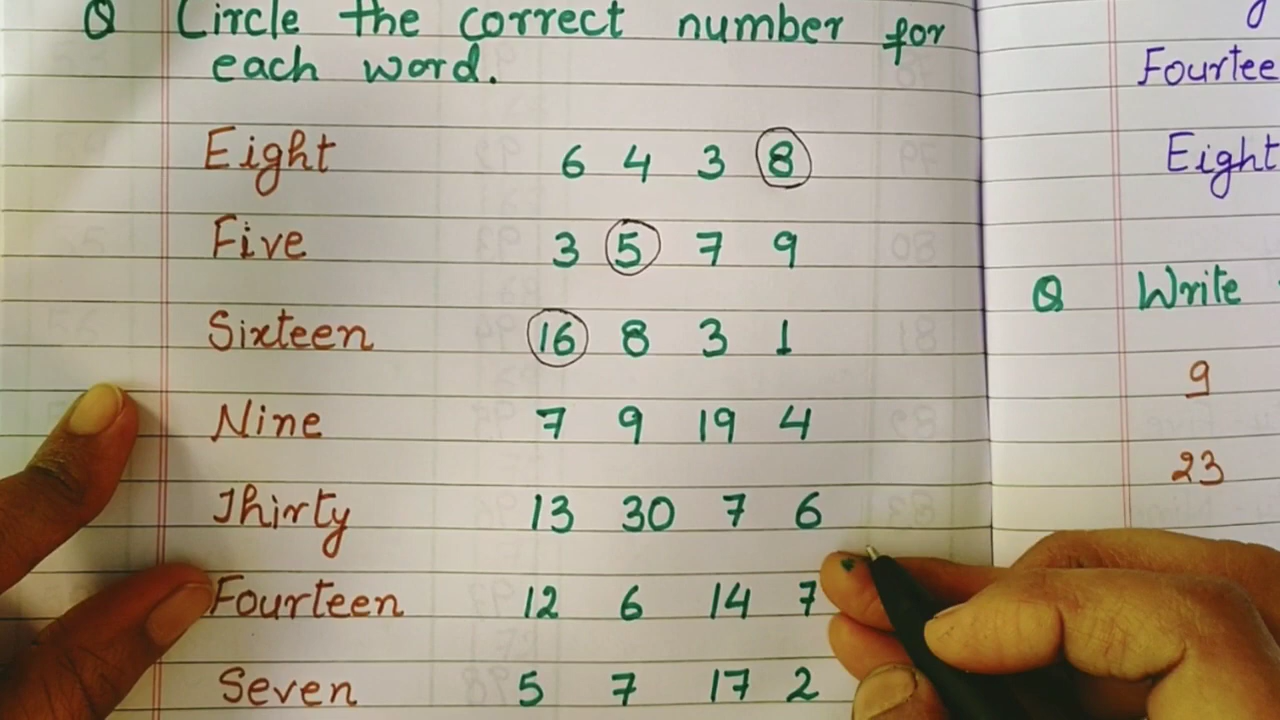 Q Circle the correct number for
each word.
Eight 6 4 3 8
Five 3 5 7 9
Sixteen 16 8 3 1
Nine 7 9 19 4
Thirty 13 30 7 6
Fourteen 12 6 14 7
Seven 5 7 17 2
Fourtee
Eight
Q Write
9
23